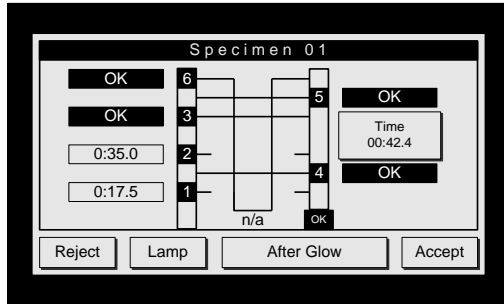 Specimen 01
OK 6
5 OK
OK 3
Time
00:42.4
0:35.0 2
4 OK
0:17.5 1
n/a OK
Reject Lamp After Glow Accept